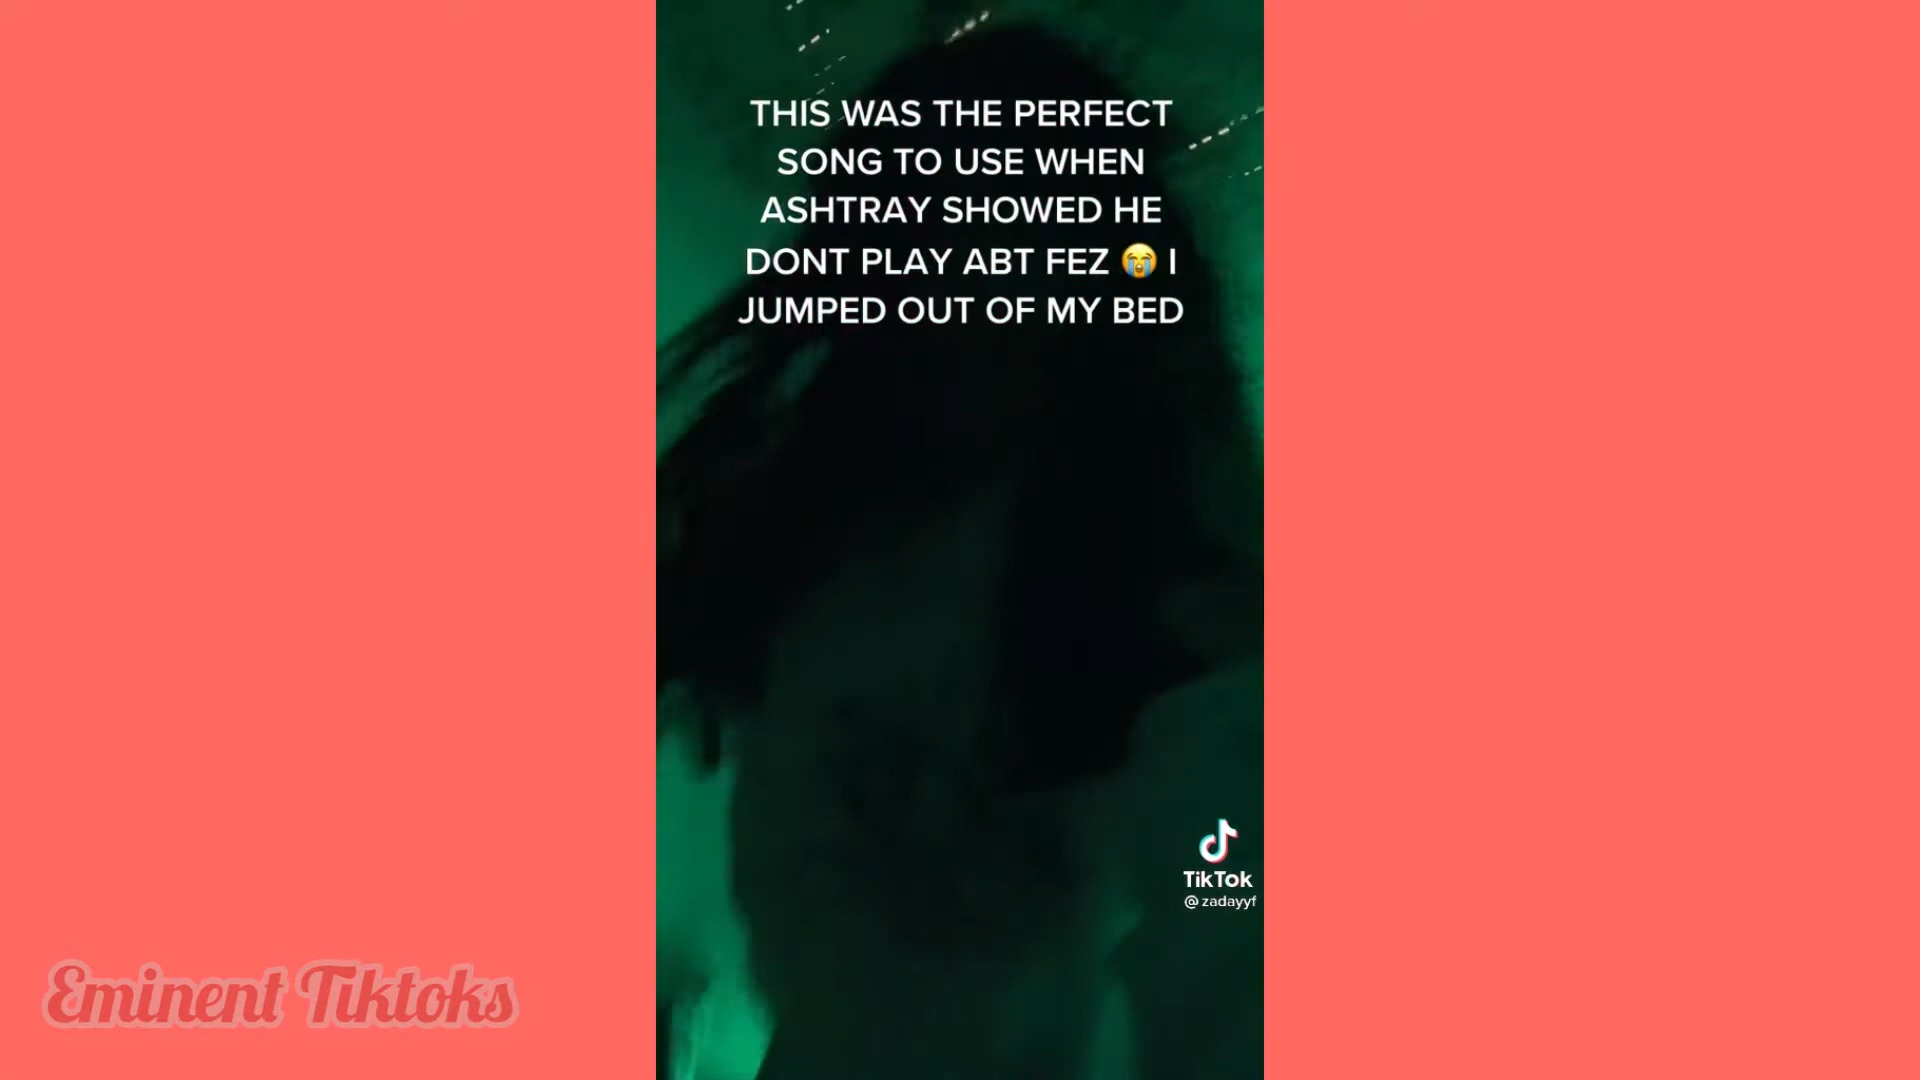 THIS WAS THE PERFECT
SONG TO USE WHEN
ASHTRAY SHOWED HE
DONT PLAY ABT FEZ 😭 I
JUMPED OUT OF MY BED
TikTok
@zadayyf
Eminent Tiktoks